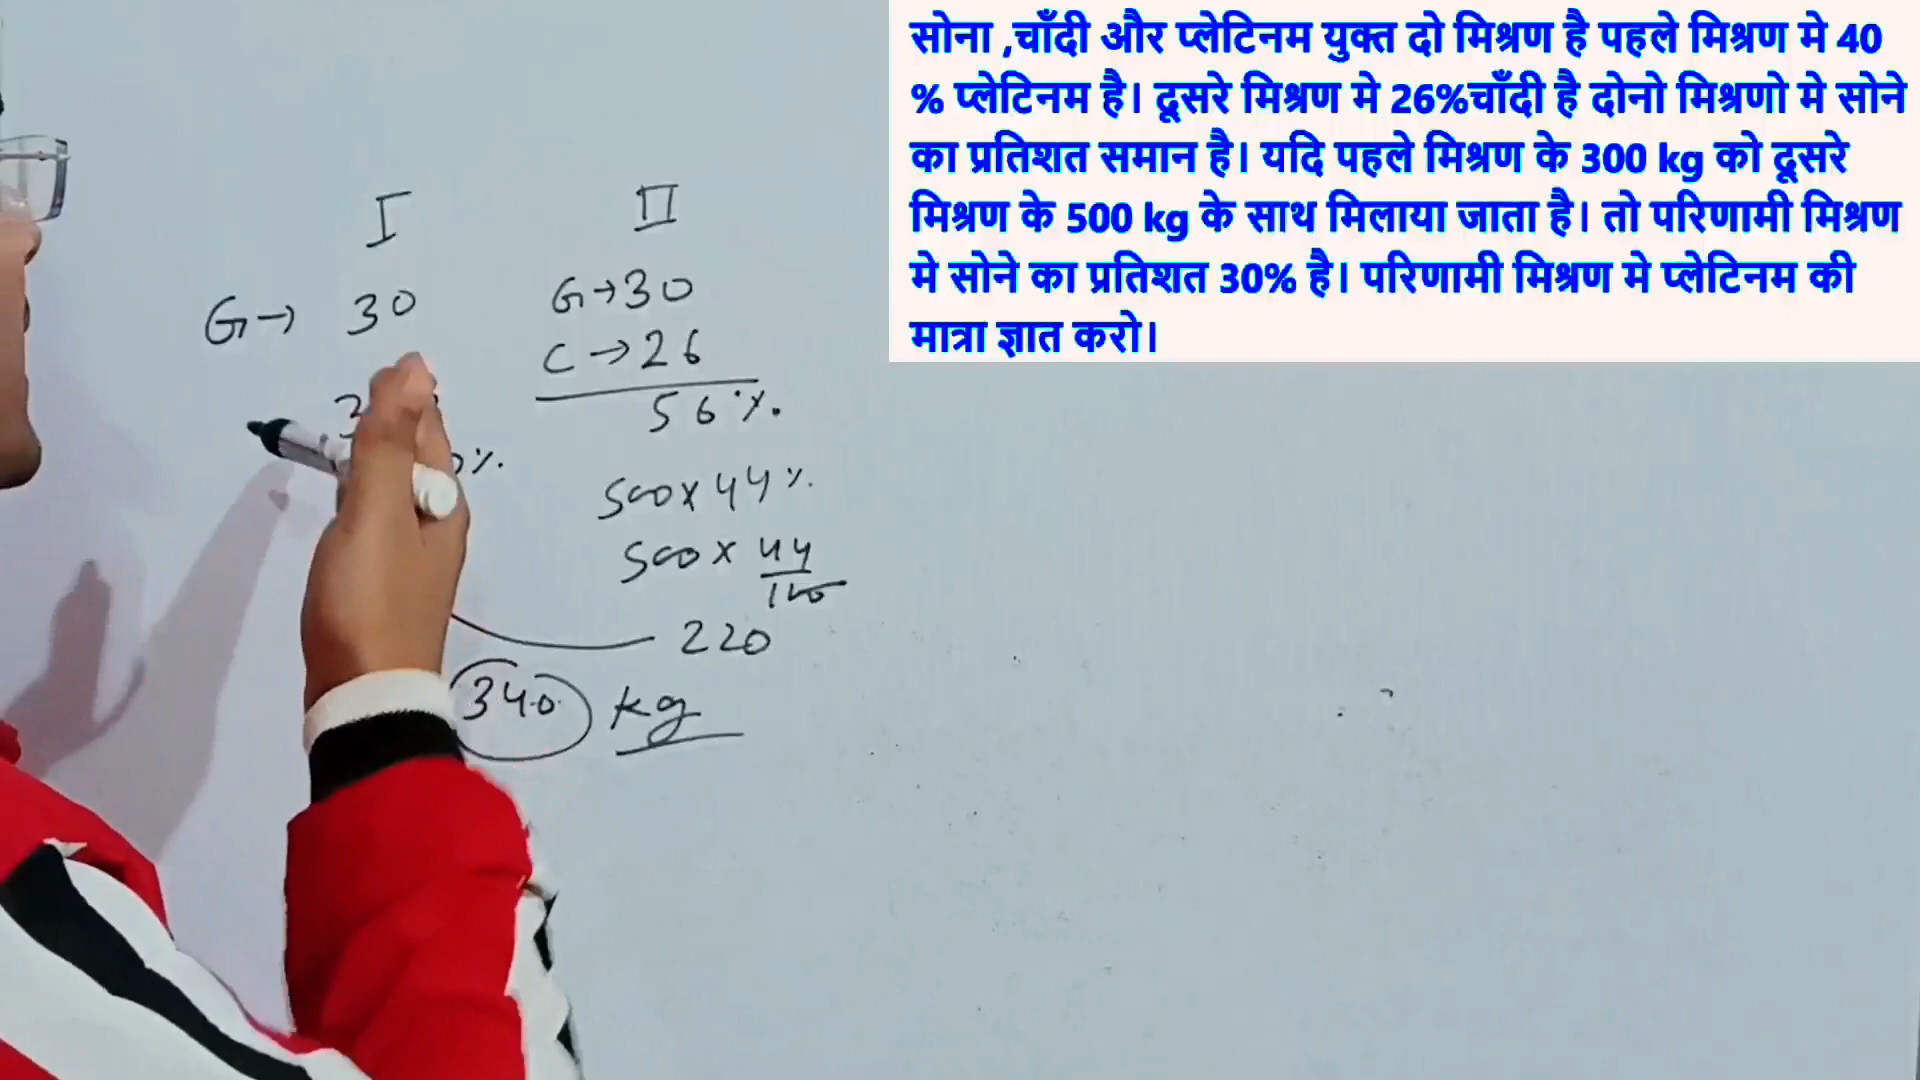 सोना ,चाँदी और प्लेटिनम युक्त दो मिश्रण है पहले मिश्रण मे 40
% प्लेटिनम है। दूसरे मिश्रण मे 26%चाँदी है दोनो मिश्रणो मे सोने
का प्रतिशत समान है। यदि पहले मिश्रण के 300 kg को दूसरे
मिश्रण के 500 kg के साथ मिलाया जाता है। तो परिणामी मिश्रण
मे सोने का प्रतिशत 30% है। परिणामी मिश्रण मे प्लेटिनम की
मात्रा ज्ञात करो।
I
G→ 30
II
G→30
C→26
56%.
500×44%.
500×44
100
220
340 kg